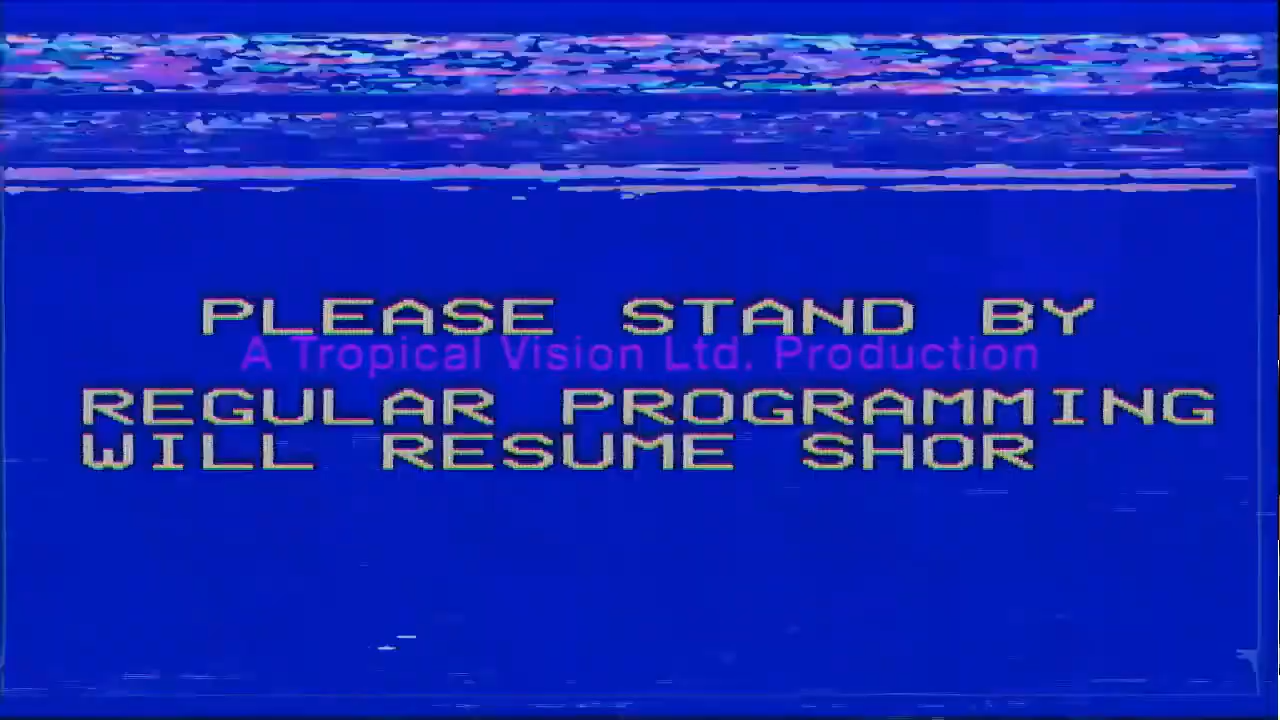 PLEASE STAND BY
A Tropical Vision Ltd. Production
REGULAR PROGRAMMING
WILL RESUME SHOR